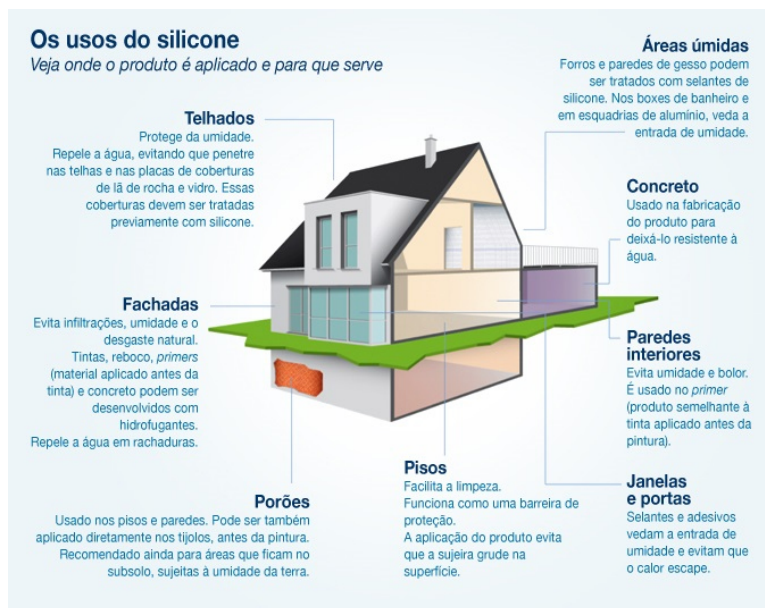 Os usos do silicone
Veja onde o produto é aplicado e para que serve
Telhados
Protege da umidade.
Repele a água, evitando que penetre
nas telhas e nas placas de coberturas
de lã de rocha e vidro. Essas
coberturas devem ser tratadas
previamente com silicone.
Áreas úmidas
Forros e paredes de gesso podem
ser tratados com selantes de
silicone. Nos boxes de banheiro e
em esquadrias de alumínio, veda a
entrada de umidade.
Concreto
Usado na fabricação
do produto para
deixá-lo resistente à
água.
Fachadas
Evita infiltrações, umidade e o
desgaste natural.
Tintas, reboco, primers
(material aplicado antes da
tinta) e concreto podem ser
desenvolvidos com
hidrofugantes.
Repele a água em rachaduras.
Paredes
interiores
Evita umidade e bolor.
É usado no primer
(produto semelhante à
tinta aplicado antes da
pintura).
Porões
Usado nos pisos e paredes. Pode ser também
aplicado diretamente nos tijolos, antes da pintura.
Recomendado ainda para áreas que ficam no
subsolo, sujeitas à umidade da terra.
Pisos
Facilita a limpeza.
Funciona como uma barreira de
proteção.
A aplicação do produto evita
que a sujeira grude na
superfície.
Janelas
e portas
Selantes e adesivos
vedam a entrada de
umidade e evitam que
o calor escape.